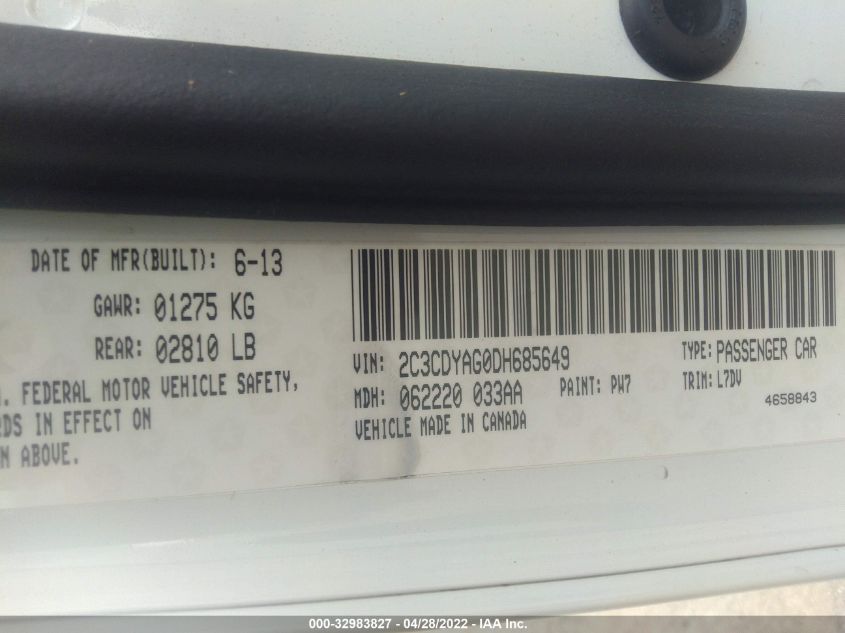 DATE OF MFR(BUILT): 6-13
GAWR: 01275 KG
REAR: 02810 LB
FEDERAL MOTOR VEHICLE SAFETY,
IN EFFECT ON
ABOVE.
VIN: 2C3CDYAG0DH685649
TYPE: PASSENGER CAR
MDH: 062220 033AA
PAINT: PW7
TRIM: L7DV
VEHICLE MADE IN CANADA
4658843
000-32983827 - 04/28/2022 - IAA Inc.